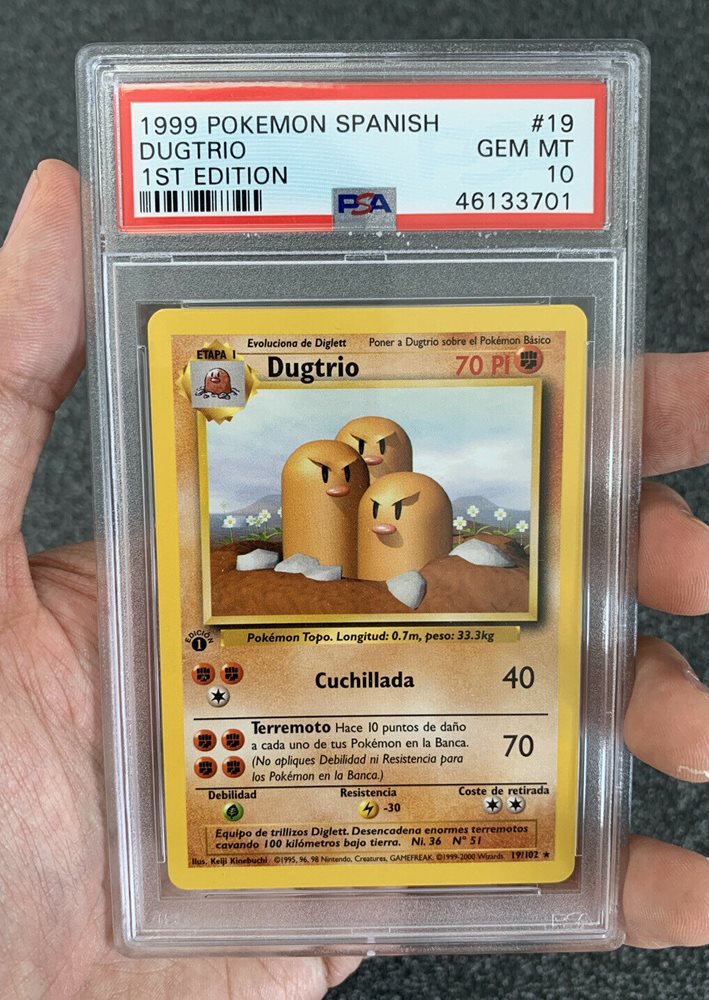 1999 POKEMON SPANISH #19
DUGTRIO GEM MT
1ST EDITION 10
PSA 46133701
Evoluciona de Diglett Poner a Dugtrio sobre el Pokémon Básico
ETAPA 1
Dugtrio 70 PI
EDICIÓN 1
Pokémon Topo. Longitud: 0.7m, peso: 33.3kg
Cuchillada 40
Terremoto Hace 10 puntos de daño
a cada uno de tus Pokémon en la Banca. 70
(No apliques Debilidad ni Resistencia para
los Pokémon en la Banca.)
Debilidad Resistencia Coste de retirada
-30
Equipo de trillizos Diglett. Desencadena enormes terremotos
cavando 100 kilómetros bajo tierra. Ni. 36 Nº 51
Ilus. Keiji Kinebuchi ©1995, 96, 98 Nintendo, Creatures, GAMEFREAK. ©1999-2000 Wizards. 19/102 ★